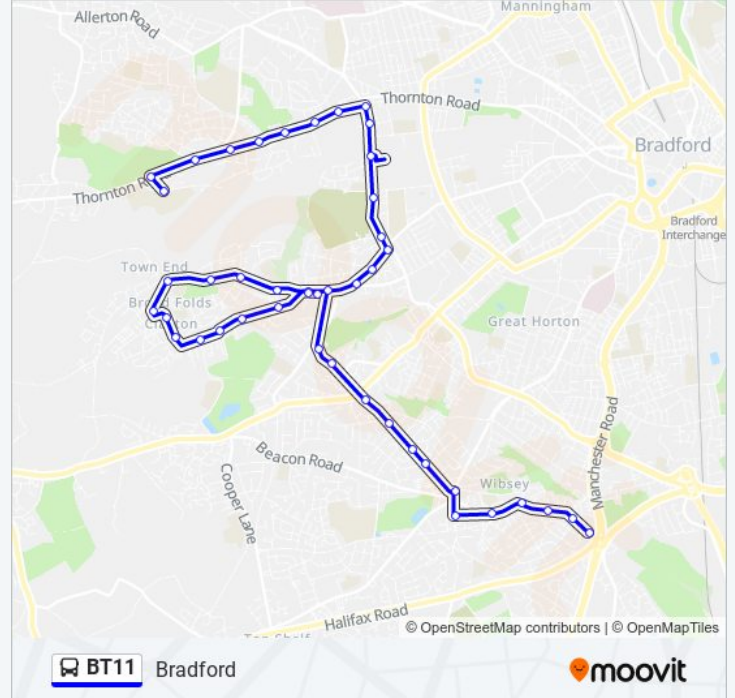 Manningham
Allerton Road
Thornton Road
Bradford
Thornton R
Bradford
Interchange
Town End
Clayton
Great Horton
Manchester Road
Beacon Road
Wibsey
Cooper Lane
Halifax Road
© OpenStreetMap contributors | © OpenMapTiles
BT11 Bradford
moovit